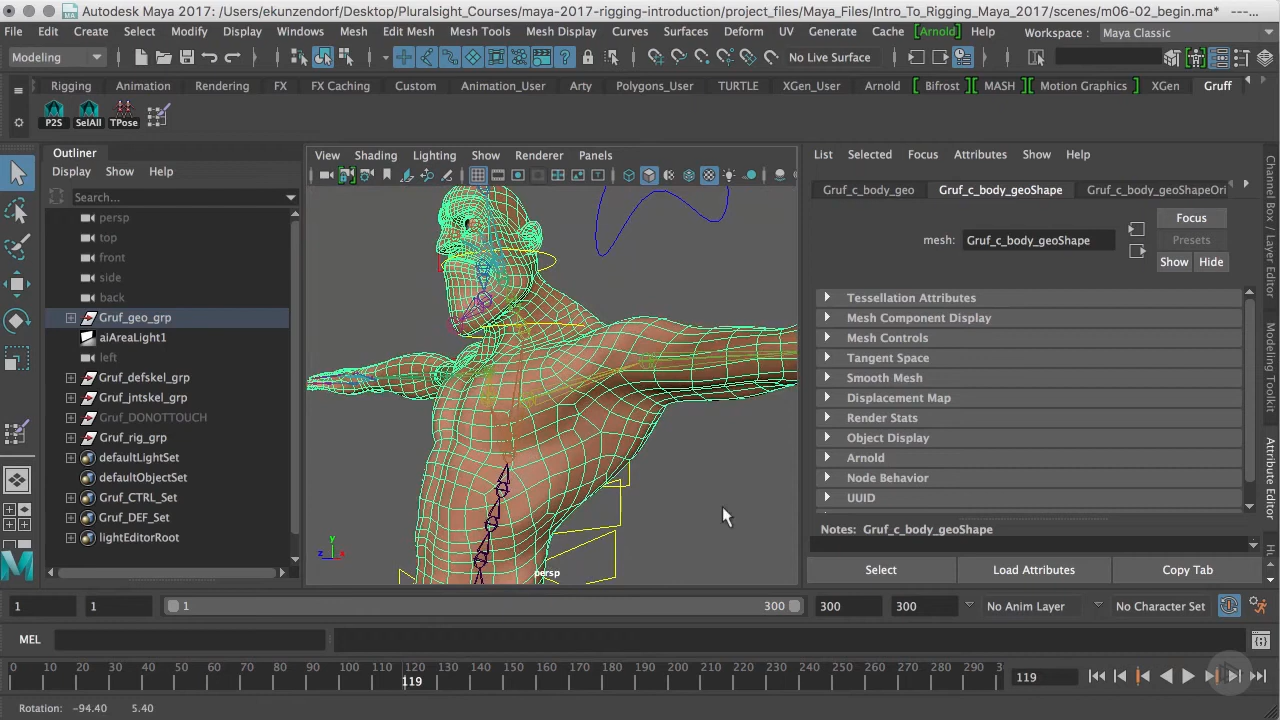 Autodesk Maya 2017: /Users/ekunzendorf/Desktop/Pluralsight_Courses/maya-2017-rigging-introduction/project_files/Maya_Files/Intro_To_Rigging_Maya_2017/scenes/m06-02_begin.ma* ---...
File Edit Create Select Modify Display Windows Mesh Edit Mesh Mesh Tools Mesh Display Curves Surfaces Deform UV Generate Cache [Arnold] Help Workspace : Maya Classic
Modeling No Live Surface
Rigging Animation Rendering FX FX Caching Custom Animation_User Arty Polygons_User TURTLE XGen_User Arnold Bifrost MASH Motion Graphics XGen Gruff
P2S SelAll TPose
Outliner
Display Show Help
Search...
persp
top
front
side
back
Gruf_geo_grp
aiAreaLight1
left
Gruf_defskel_grp
Gruf_jntskel_grp
Gruf_DONOTTOUCH
Gruf_rig_grp
defaultLightSet
defaultObjectSet
Gruf_CTRL_Set
Gruf_DEF_Set
lightEditorRoot
View Shading Lighting Show Renderer Panels
y
z x
persp
List Selected Focus Attributes Show Help
Gruf_c_body_geo Gruf_c_body_geoShape Gruf_c_body_geoShapeOri
mesh: Gruf_c_body_geoShape
Focus
Presets
Show Hide
Tessellation Attributes
Mesh Component Display
Mesh Controls
Tangent Space
Smooth Mesh
Displacement Map
Render Stats
Object Display
Arnold
Node Behavior
UUID
Notes: Gruf_c_body_geoShape
Select Load Attributes Copy Tab
Channel Box / Layer Editor
Modeling Toolkit
Attribute Editor
1 1 1 300 300 300 No Anim Layer No Character Set
MEL
0 10 20 30 40 50 60 70 80 90 100 110 120 130 140 150 160 170 180 190 200 210 220 230 240 250 260 270 280 290 3
119 119
Rotation: -94.40 5.40